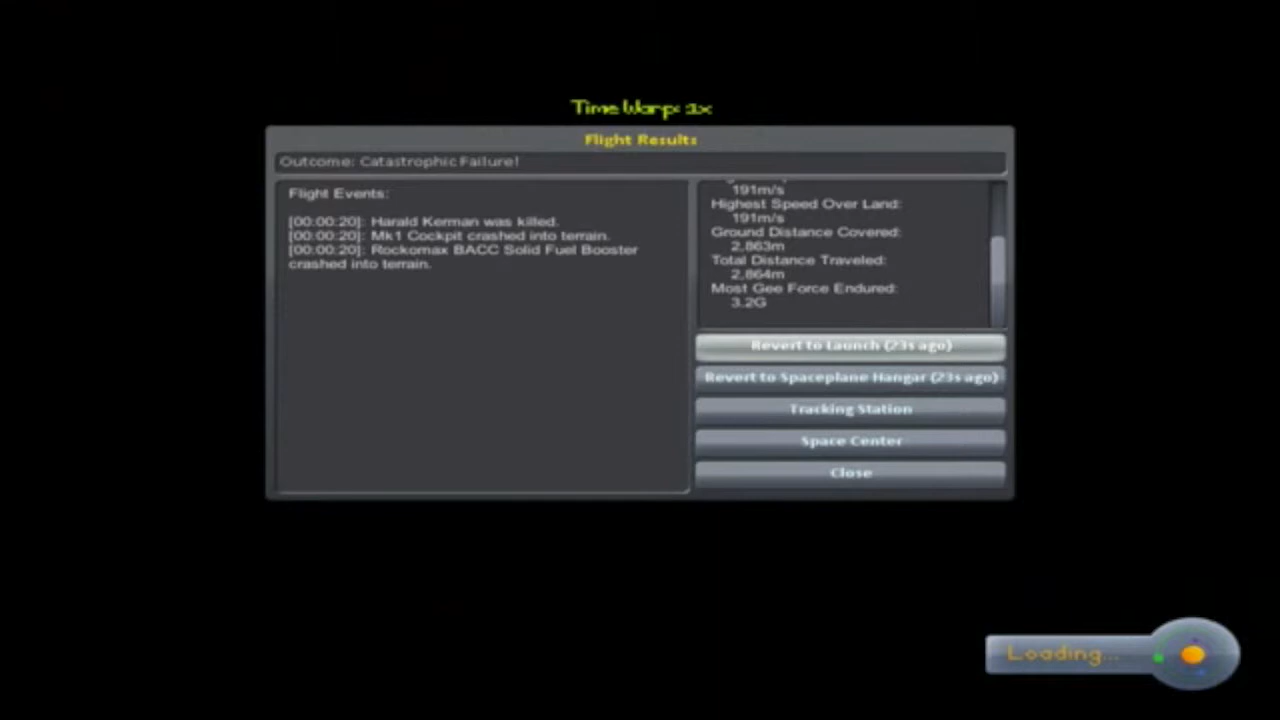 Time Warp: 1x
Flight Results
Outcome: Catastrophic Failure!
Flight Events:
[00:00:20]: Harald Kerman was killed.
[00:00:20]: Mk1 Cockpit crashed into terrain.
[00:00:20]: Rockomax BACC Solid Fuel Booster
crashed into terrain.
191m/s
Highest Speed Over Land:
191m/s
Ground Distance Covered:
2,863m
Total Distance Traveled:
2,864m
Most Gee Force Endured:
3.2G
Revert to Launch (23s ago)
Revert to Spaceplane Hangar (23s ago)
Tracking Station
Space Center
Close
Loading...